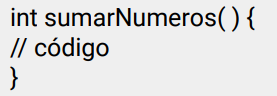 int sumarNumeros( ) {
// código
}